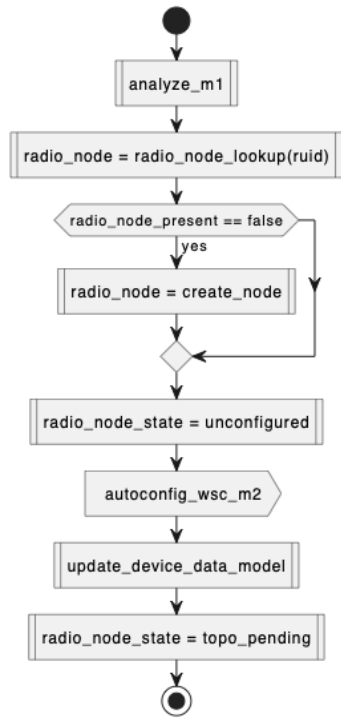 analyze_m1
radio_node = radio_node_lookup(ruid)
radio_node_present == false
yes
radio_node = create_node
radio_node_state = unconfigured
autoconfig_wsc_m2
update_device_data_model
radio_node_state = topo_pending